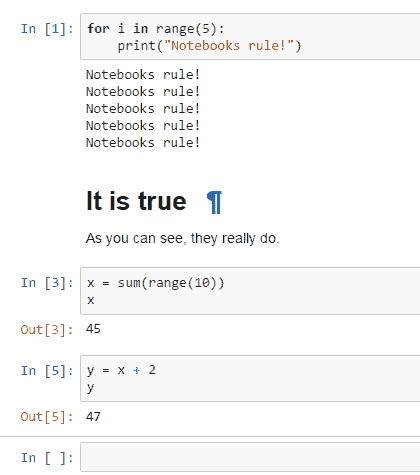 In [1]: for i in range(5):
print("Notebooks rule!")
Notebooks rule!
Notebooks rule!
Notebooks rule!
Notebooks rule!
Notebooks rule!
It is true ¶
As you can see, they really do.
In [3]: x = sum(range(10))
x
Out[3]: 45
In [5]: y = x + 2
y
Out[5]: 47
In [ ]: